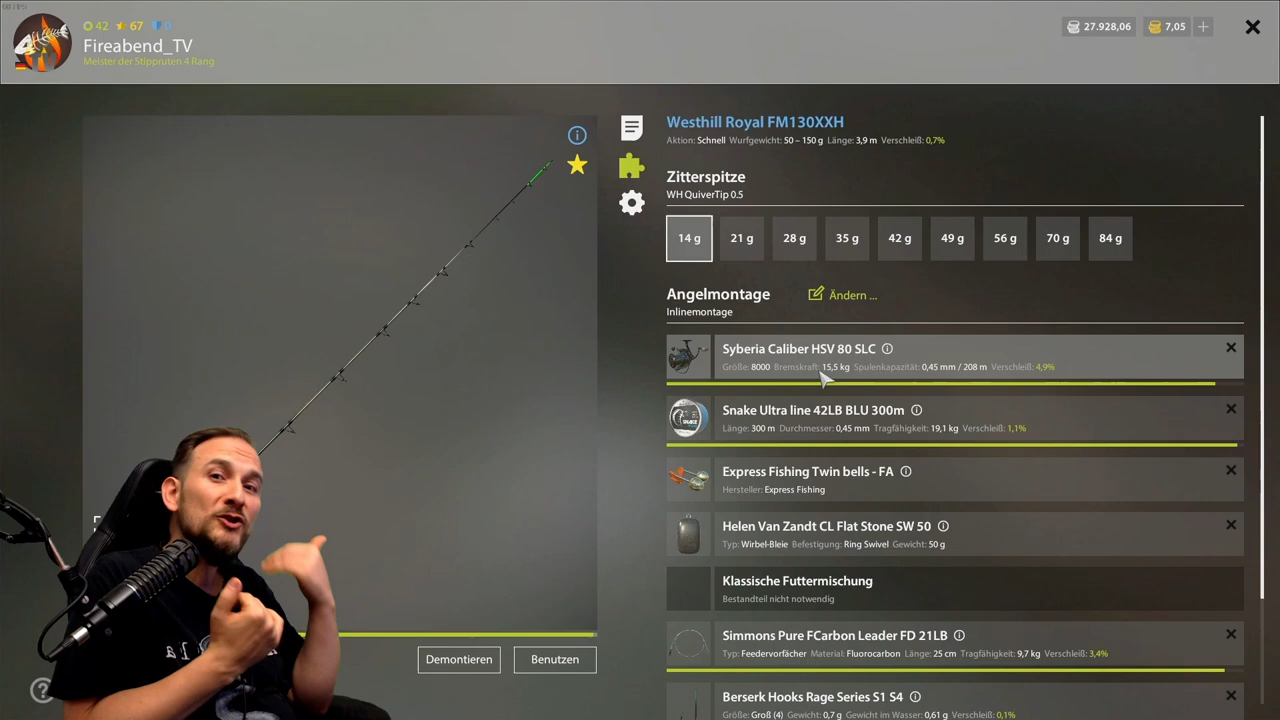 42 67 0
Fireabend_TV
Meister der Stippruten 4 Rang
27.928,06 7,05 +
Westhill Royal FM130XXH
Aktion: Schnell Wurfgewicht: 50 – 150 g Länge: 3,9 m Verschleiß: 0,7%
Zitterspitze
WH QuiverTip 0.5
14 g 21 g 28 g 35 g 42 g 49 g 56 g 70 g 84 g
Angelmontage Ändern ...
Inlinemontage
Syberia Caliber HSV 80 SLC
Größe: 8000 Bremskraft: 15,5 kg Spulenkapazität: 0,45 mm / 208 m Verschleiß: 4,9%
Snake Ultra line 42LB BLU 300m
Länge: 300 m Durchmesser: 0,45 mm Tragfähigkeit: 19,1 kg Verschleiß: 1,1%
Express Fishing Twin bells - FA
Hersteller: Express Fishing
Helen Van Zandt CL Flat Stone SW 50
Typ: Wirbel-Bleie Befestigung: Ring Swivel Gewicht: 50 g
Klassische Futtermischung
Bestandteil nicht notwendig
Simmons Pure FCarbon Leader FD 21LB
Typ: Feedervorfächer Material: Fluorocarbon Länge: 25 cm Tragfähigkeit: 9,7 kg Verschleiß: 3,4%
Berserk Hooks Rage Series S1 S4
Größe: Groß (4) Gewicht: 0,7 g Gewicht im Wasser: 0,61 g Verschleiß: 0,1%
Demontieren Benutzen
?